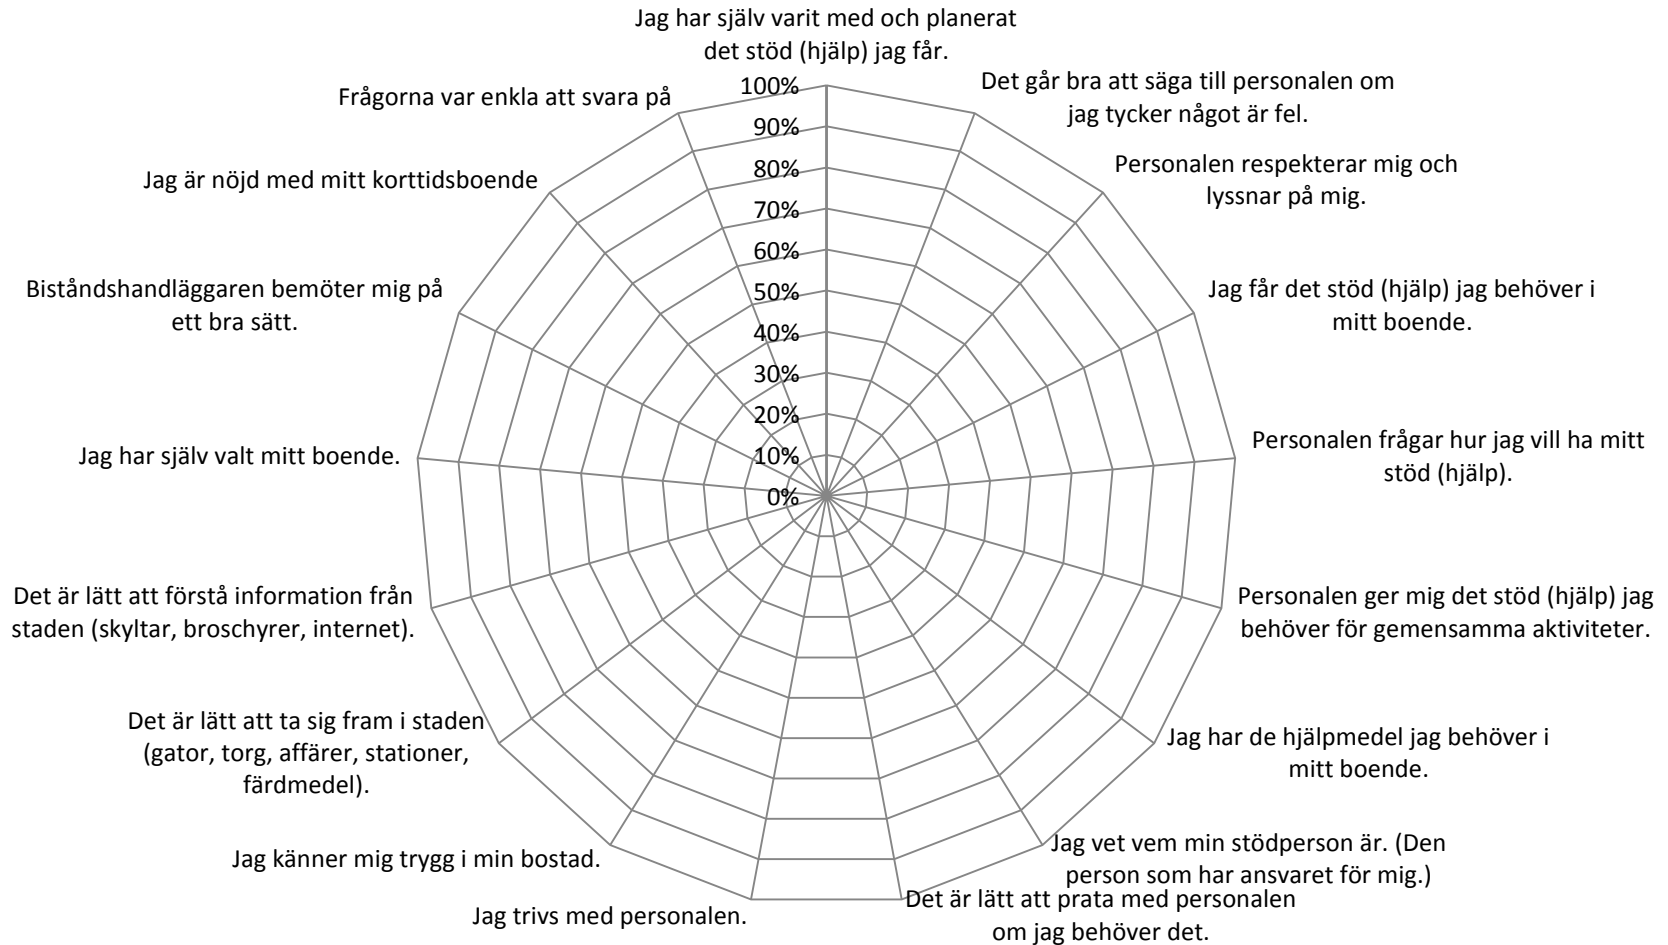 Jag har själv varit med och planerat
det stöd (hjälp) jag får.
Det går bra att säga till personalen om
jag tycker något är fel.
Personalen respekterar mig och
lyssnar på mig.
Jag får det stöd (hjälp) jag behöver i
mitt boende.
Personalen frågar hur jag vill ha mitt
stöd (hjälp).
Personalen ger mig det stöd (hjälp) jag
behöver för gemensamma aktiviteter.
Jag har de hjälpmedel jag behöver i
mitt boende.
Jag vet vem min stödperson är. (Den
person som har ansvaret för mig.)
Det är lätt att prata med personalen
om jag behöver det.
Jag trivs med personalen.
Jag känner mig trygg i min bostad.
Det är lätt att ta sig fram i staden
(gator, torg, affärer, stationer,
färdmedel).
Det är lätt att förstå information från
staden (skyltar, broschyrer, internet).
Jag har själv valt mitt boende.
Biståndshandläggaren bemöter mig på
ett bra sätt.
Jag är nöjd med mitt korttidsboende
Frågorna var enkla att svara på
100%
90%
80%
70%
60%
50%
40%
30%
20%
10%
0%